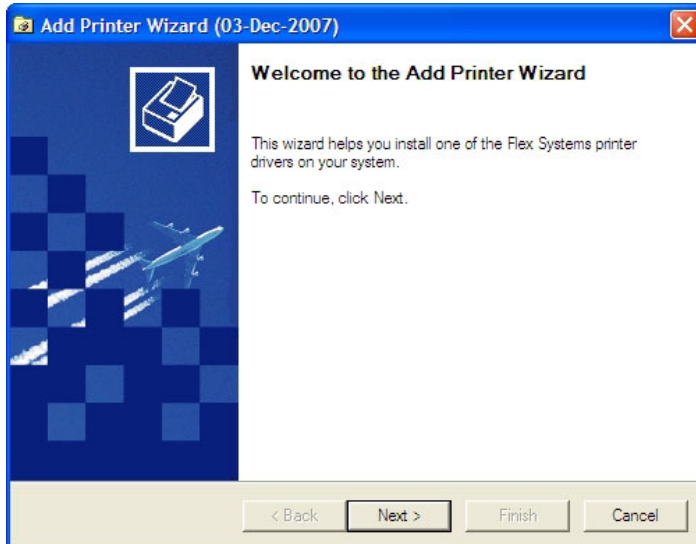 Add Printer Wizard (03-Dec-2007)
Welcome to the Add Printer Wizard
This wizard helps you install one of the Flex Systems printer
drivers on your system.
To continue, click Next.
< Back
Next >
Finish
Cancel